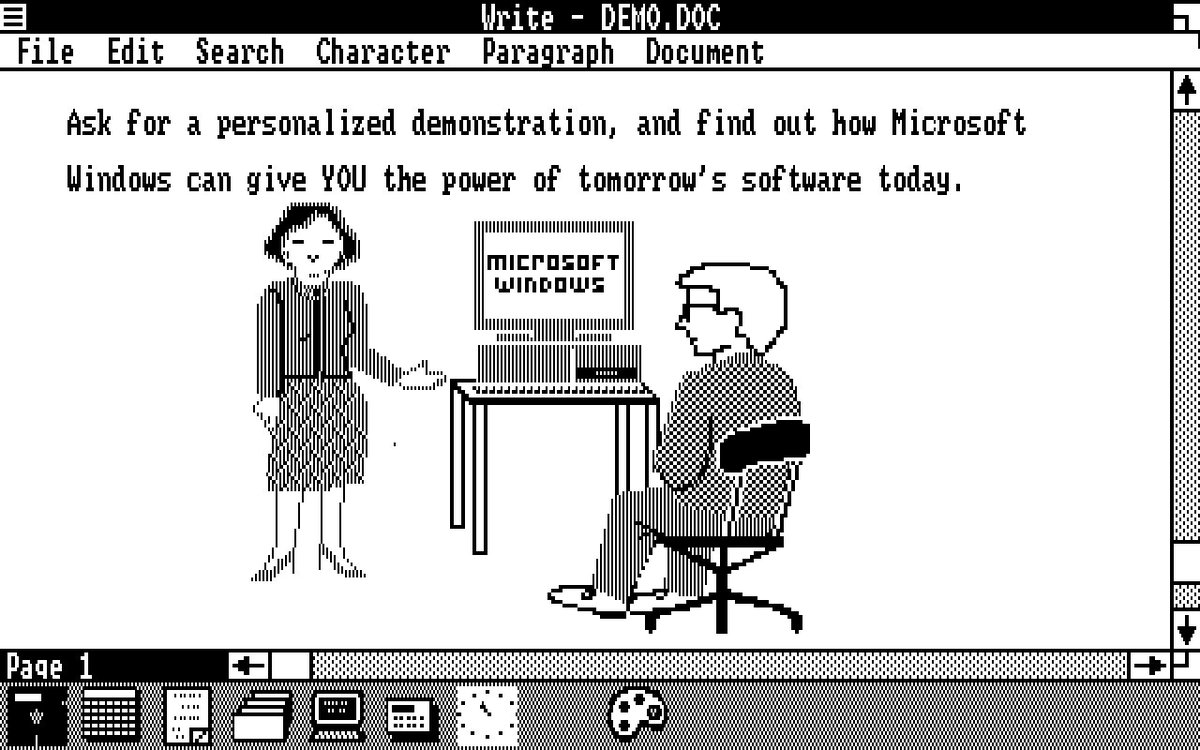 Write - DEMO.DOC
File Edit Search Character Paragraph Document
Ask for a personalized demonstration, and find out how Microsoft
Windows can give YOU the power of tomorrow's software today.
MICROSOFT
WINDOWS
Page 1